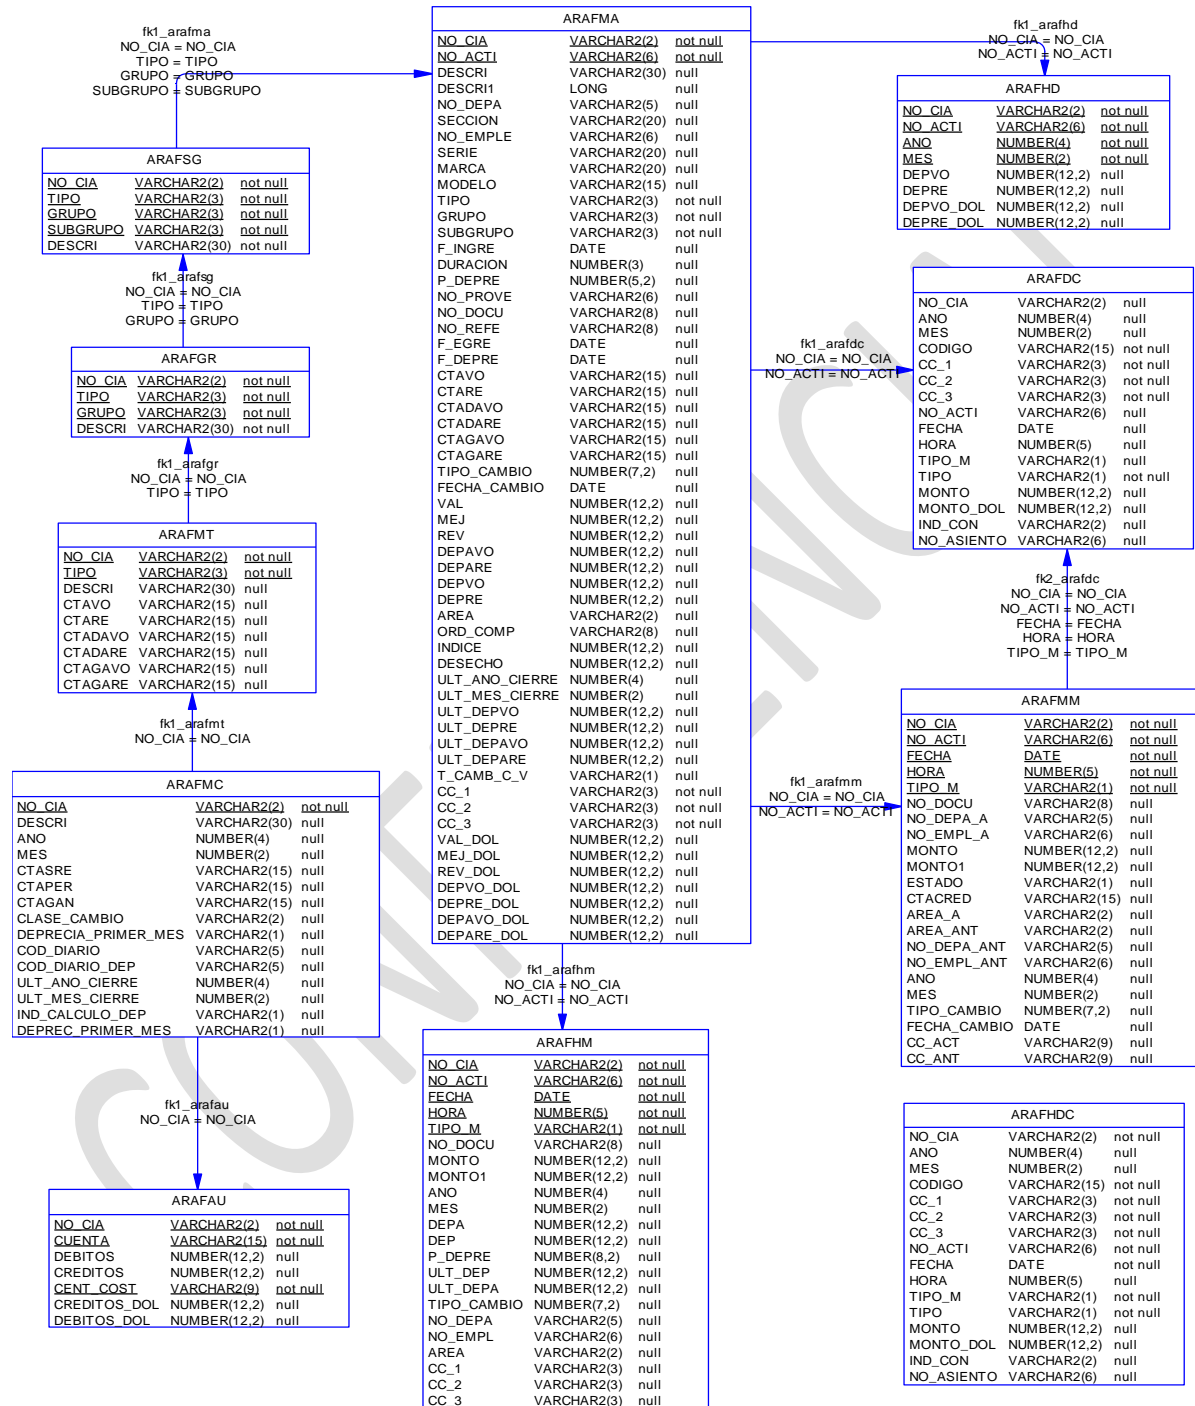 fk1_arafma
NO_CIA = NO_CIA
TIPO = TIPO
GRUPO = GRUPO
SUBGRUPO = SUBGRUPO
ARAFSG
NO_CIA VARCHAR2(2) not null
TIPO VARCHAR2(3) not null
GRUPO VARCHAR2(3) not null
SUBGRUPO VARCHAR2(3) not null
DESCRI VARCHAR2(30) not null
fk1_arafsg
NO_CIA = NO_CIA
TIPO = TIPO
GRUPO = GRUPO
ARAFGR
NO_CIA VARCHAR2(2) not null
TIPO VARCHAR2(3) not null
GRUPO VARCHAR2(3) not null
DESCRI VARCHAR2(30) not null
fk1_arafgr
NO_CIA = NO_CIA
TIPO = TIPO
ARAFMT
NO_CIA VARCHAR2(2) not null
TIPO VARCHAR2(3) not null
DESCRI VARCHAR2(30) null
CTAVO VARCHAR2(15) null
CTARE VARCHAR2(15) null
CTADAVO VARCHAR2(15) null
CTADARE VARCHAR2(15) null
CTAGAVO VARCHAR2(15) null
CTAGARE VARCHAR2(15) null
fk1_arafmt
NO_CIA = NO_CIA
ARAFMC
NO_CIA VARCHAR2(2) not null
DESCRI VARCHAR2(30) null
ANO NUMBER(4) null
MES NUMBER(2) null
CTASRE VARCHAR2(15) null
CTAPER VARCHAR2(15) null
CTAGAN VARCHAR2(15) null
CLASE_CAMBIO VARCHAR2(2) null
DEPRECIA_PRIMER_MES VARCHAR2(1) null
COD_DIARIO VARCHAR2(5) null
COD_DIARIO_DEP VARCHAR2(5) null
ULT_ANO_CIERRE NUMBER(4) null
ULT_MES_CIERRE NUMBER(2) null
IND_CALCULO_DEP VARCHAR2(1) null
DEPREC_PRIMER_MES VARCHAR2(1) null
fk1_arafau
NO_CIA = NO_CIA
ARAFAU
NO_CIA VARCHAR2(2) not null
CUENTA VARCHAR2(15) not null
DEBITOS NUMBER(12,2) null
CREDITOS NUMBER(12,2) null
CENT_COST VARCHAR2(9) not null
CREDITOS_DOL NUMBER(12,2) null
DEBITOS_DOL NUMBER(12,2) null
ARAFMA
NO_CIA VARCHAR2(2) not null
NO_ACTI VARCHAR2(6) not null
DESCRI VARCHAR2(30) null
DESCRI1 LONG null
NO_DEPA VARCHAR2(5) null
SECCION VARCHAR2(20) null
NO_EMPLE VARCHAR2(6) null
SERIE VARCHAR2(20) null
MARCA VARCHAR2(20) null
MODELO VARCHAR2(15) null
TIPO VARCHAR2(3) not null
GRUPO VARCHAR2(3) not null
SUBGRUPO VARCHAR2(3) not null
F_INGRE DATE null
DURACION NUMBER(3) null
P_DEPRE NUMBER(5,2) null
NO_PROVE VARCHAR2(6) null
NO_DOCU VARCHAR2(8) null
NO_REFE VARCHAR2(8) null
F_EGRE DATE null
F_DEPRE DATE null
CTAVO VARCHAR2(15) null
CTARE VARCHAR2(15) null
CTADAVO VARCHAR2(15) null
CTADARE VARCHAR2(15) null
CTAGAVO VARCHAR2(15) null
CTAGARE VARCHAR2(15) null
TIPO_CAMBIO NUMBER(7,2) null
FECHA_CAMBIO DATE null
VAL NUMBER(12,2) null
MEJ NUMBER(12,2) null
REV NUMBER(12,2) null
DEPAVO NUMBER(12,2) null
DEPARE NUMBER(12,2) null
DEPVO NUMBER(12,2) null
DEPRE NUMBER(12,2) null
AREA VARCHAR2(2) null
ORD_COMP VARCHAR2(8) null
INDICE NUMBER(12,2) null
DESECHO NUMBER(12,2) null
ULT_ANO_CIERRE NUMBER(4) null
ULT_MES_CIERRE NUMBER(2) null
ULT_DEPVO NUMBER(12,2) null
ULT_DEPRE NUMBER(12,2) null
ULT_DEPAVO NUMBER(12,2) null
ULT_DEPARE NUMBER(12,2) null
T_CAMB_C_V VARCHAR2(1) null
CC_1 VARCHAR2(3) not null
CC_2 VARCHAR2(3) not null
CC_3 VARCHAR2(3) not null
VAL_DOL NUMBER(12,2) null
MEJ_DOL NUMBER(12,2) null
REV_DOL NUMBER(12,2) null
DEPVO_DOL NUMBER(12,2) null
DEPRE_DOL NUMBER(12,2) null
DEPAVO_DOL NUMBER(12,2) null
DEPARE_DOL NUMBER(12,2) null
fk1_arafhm
NO_CIA = NO_CIA
NO_ACTI = NO_ACTI
ARAFHM
NO_CIA VARCHAR2(2) not null
NO_ACTI VARCHAR2(6) not null
FECHA DATE not null
HORA NUMBER(5) not null
TIPO_M VARCHAR2(1) not null
NO_DOCU VARCHAR2(8) null
MONTO NUMBER(12,2) null
MONTO1 NUMBER(12,2) null
ANO NUMBER(4) null
MES NUMBER(2) null
DEPA NUMBER(12,2) null
DEP NUMBER(12,2) null
P_DEPRE NUMBER(8,2) null
ULT_DEP NUMBER(12,2) null
ULT_DEPA NUMBER(12,2) null
TIPO_CAMBIO NUMBER(7,2) null
NO_DEPA VARCHAR2(5) null
NO_EMPL VARCHAR2(6) null
AREA VARCHAR2(2) null
CC_1 VARCHAR2(3) null
CC_2 VARCHAR2(3) null
CC_3 VARCHAR2(3) null
fk1_arafhd
NO_CIA = NO_CIA
NO_ACTI = NO_ACTI
ARAFHD
NO_CIA VARCHAR2(2) not null
NO_ACTI VARCHAR2(6) not null
ANO NUMBER(4) not null
MES NUMBER(2) not null
DEPVO NUMBER(12,2) null
DEPRE NUMBER(12,2) null
DEPVO_DOL NUMBER(12,2) null
DEPRE_DOL NUMBER(12,2) null
fk1_arafdc
NO_CIA = NO_CIA
NO_ACTI = NO_ACTI
ARAFDC
NO_CIA VARCHAR2(2) null
ANO NUMBER(4) null
MES NUMBER(2) null
CODIGO VARCHAR2(15) not null
CC_1 VARCHAR2(3) not null
CC_2 VARCHAR2(3) not null
CC_3 VARCHAR2(3) not null
NO_ACTI VARCHAR2(6) null
FECHA DATE null
HORA NUMBER(5) null
TIPO_M VARCHAR2(1) null
TIPO VARCHAR2(1) not null
MONTO NUMBER(12,2) null
MONTO_DOL NUMBER(12,2) null
IND_CON VARCHAR2(2) null
NO_ASIENTO VARCHAR2(6) null
fk2_arafdc
NO_CIA = NO_CIA
NO_ACTI = NO_ACTI
FECHA = FECHA
HORA = HORA
TIPO_M = TIPO_M
fk1_arafmm
NO_CIA = NO_CIA
NO_ACTI = NO_ACTI
ARAFMM
NO_CIA VARCHAR2(2) not null
NO_ACTI VARCHAR2(6) not null
FECHA DATE not null
HORA NUMBER(5) not null
TIPO_M VARCHAR2(1) not null
NO_DOCU VARCHAR2(8) null
NO_DEPA_A VARCHAR2(5) null
NO_EMPL_A VARCHAR2(6) null
MONTO NUMBER(12,2) null
MONTO1 NUMBER(12,2) null
ESTADO VARCHAR2(1) null
CTACRED VARCHAR2(15) null
AREA_A VARCHAR2(2) null
AREA_ANT VARCHAR2(2) null
NO_DEPA_ANT VARCHAR2(5) null
NO_EMPL_ANT VARCHAR2(6) null
ANO NUMBER(4) null
MES NUMBER(2) null
TIPO_CAMBIO NUMBER(7,2) null
FECHA_CAMBIO DATE null
CC_ACT VARCHAR2(9) null
CC_ANT VARCHAR2(9) null
ARAFHDC
NO_CIA VARCHAR2(2) not null
ANO NUMBER(4) null
MES NUMBER(2) null
CODIGO VARCHAR2(15) not null
CC_1 VARCHAR2(3) not null
CC_2 VARCHAR2(3) not null
CC_3 VARCHAR2(3) not null
NO_ACTI VARCHAR2(6) not null
FECHA DATE not null
HORA NUMBER(5) null
TIPO_M VARCHAR2(1) not null
TIPO VARCHAR2(1) not null
MONTO NUMBER(12,2) null
MONTO_DOL NUMBER(12,2) null
IND_CON VARCHAR2(2) null
NO_ASIENTO VARCHAR2(6) null